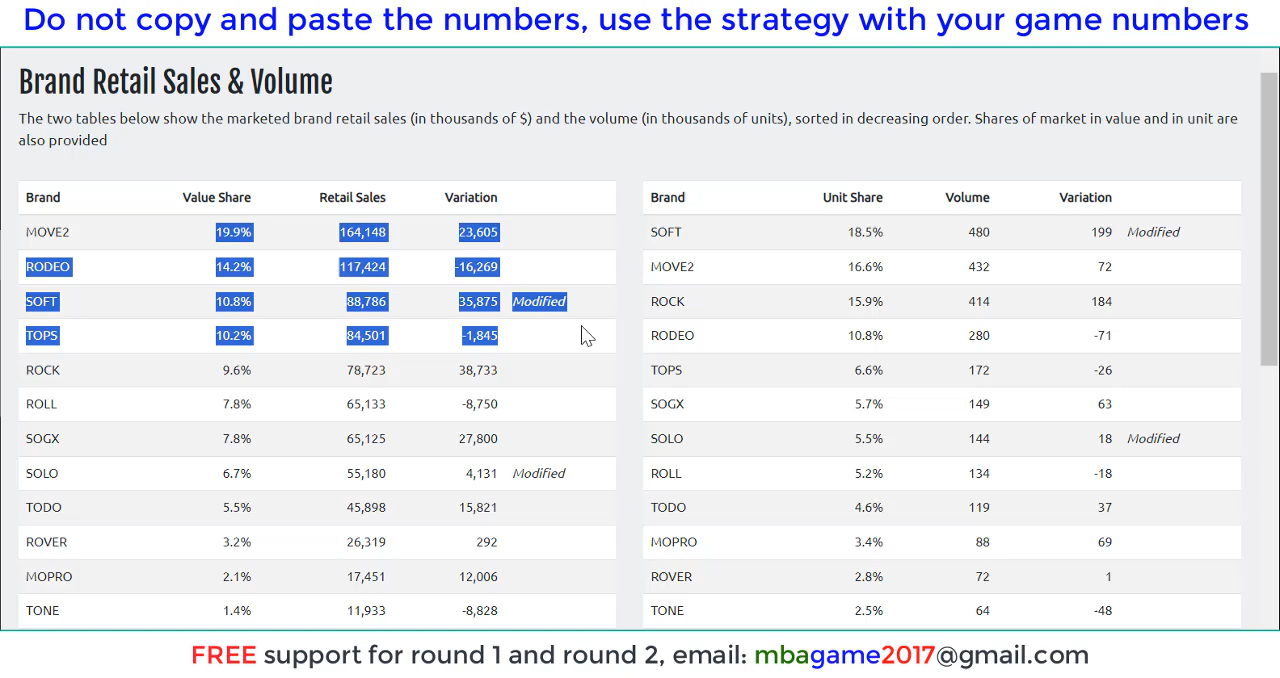 Do not copy and paste the numbers, use the strategy with your game numbers
Brand Retail Sales & Volume
The two tables below show the marketed brand retail sales (in thousands of $) and the volume (in thousands of units), sorted in decreasing order. Shares of market in value and in unit are
also provided
Brand Value Share Retail Sales Variation
MOVE2 19.9% 164,148 23,605
RODEO 14.2% 117,424 -16,269
SOFT 10.8% 88,786 35,875 Modified
TOPS 10.2% 84,501 -1,845
ROCK 9.6% 78,723 38,733
ROLL 7.8% 65,133 -8,750
SOGX 7.8% 65,125 27,800
SOLO 6.7% 55,180 4,131 Modified
TODO 5.5% 45,898 15,821
ROVER 3.2% 26,319 292
MOPRO 2.1% 17,451 12,006
TONE 1.4% 11,933 -8,828
Brand Unit Share Volume Variation
SOFT 18.5% 480 199 Modified
MOVE2 16.6% 432 72
ROCK 15.9% 414 184
RODEO 10.8% 280 -71
TOPS 6.6% 172 -26
SOGX 5.7% 149 63
SOLO 5.5% 144 18 Modified
ROLL 5.2% 134 -18
TODO 4.6% 119 37
MOPRO 3.4% 88 69
ROVER 2.8% 72 1
TONE 2.5% 64 -48
FREE support for round 1 and round 2, email: mbagame2017@gmail.com